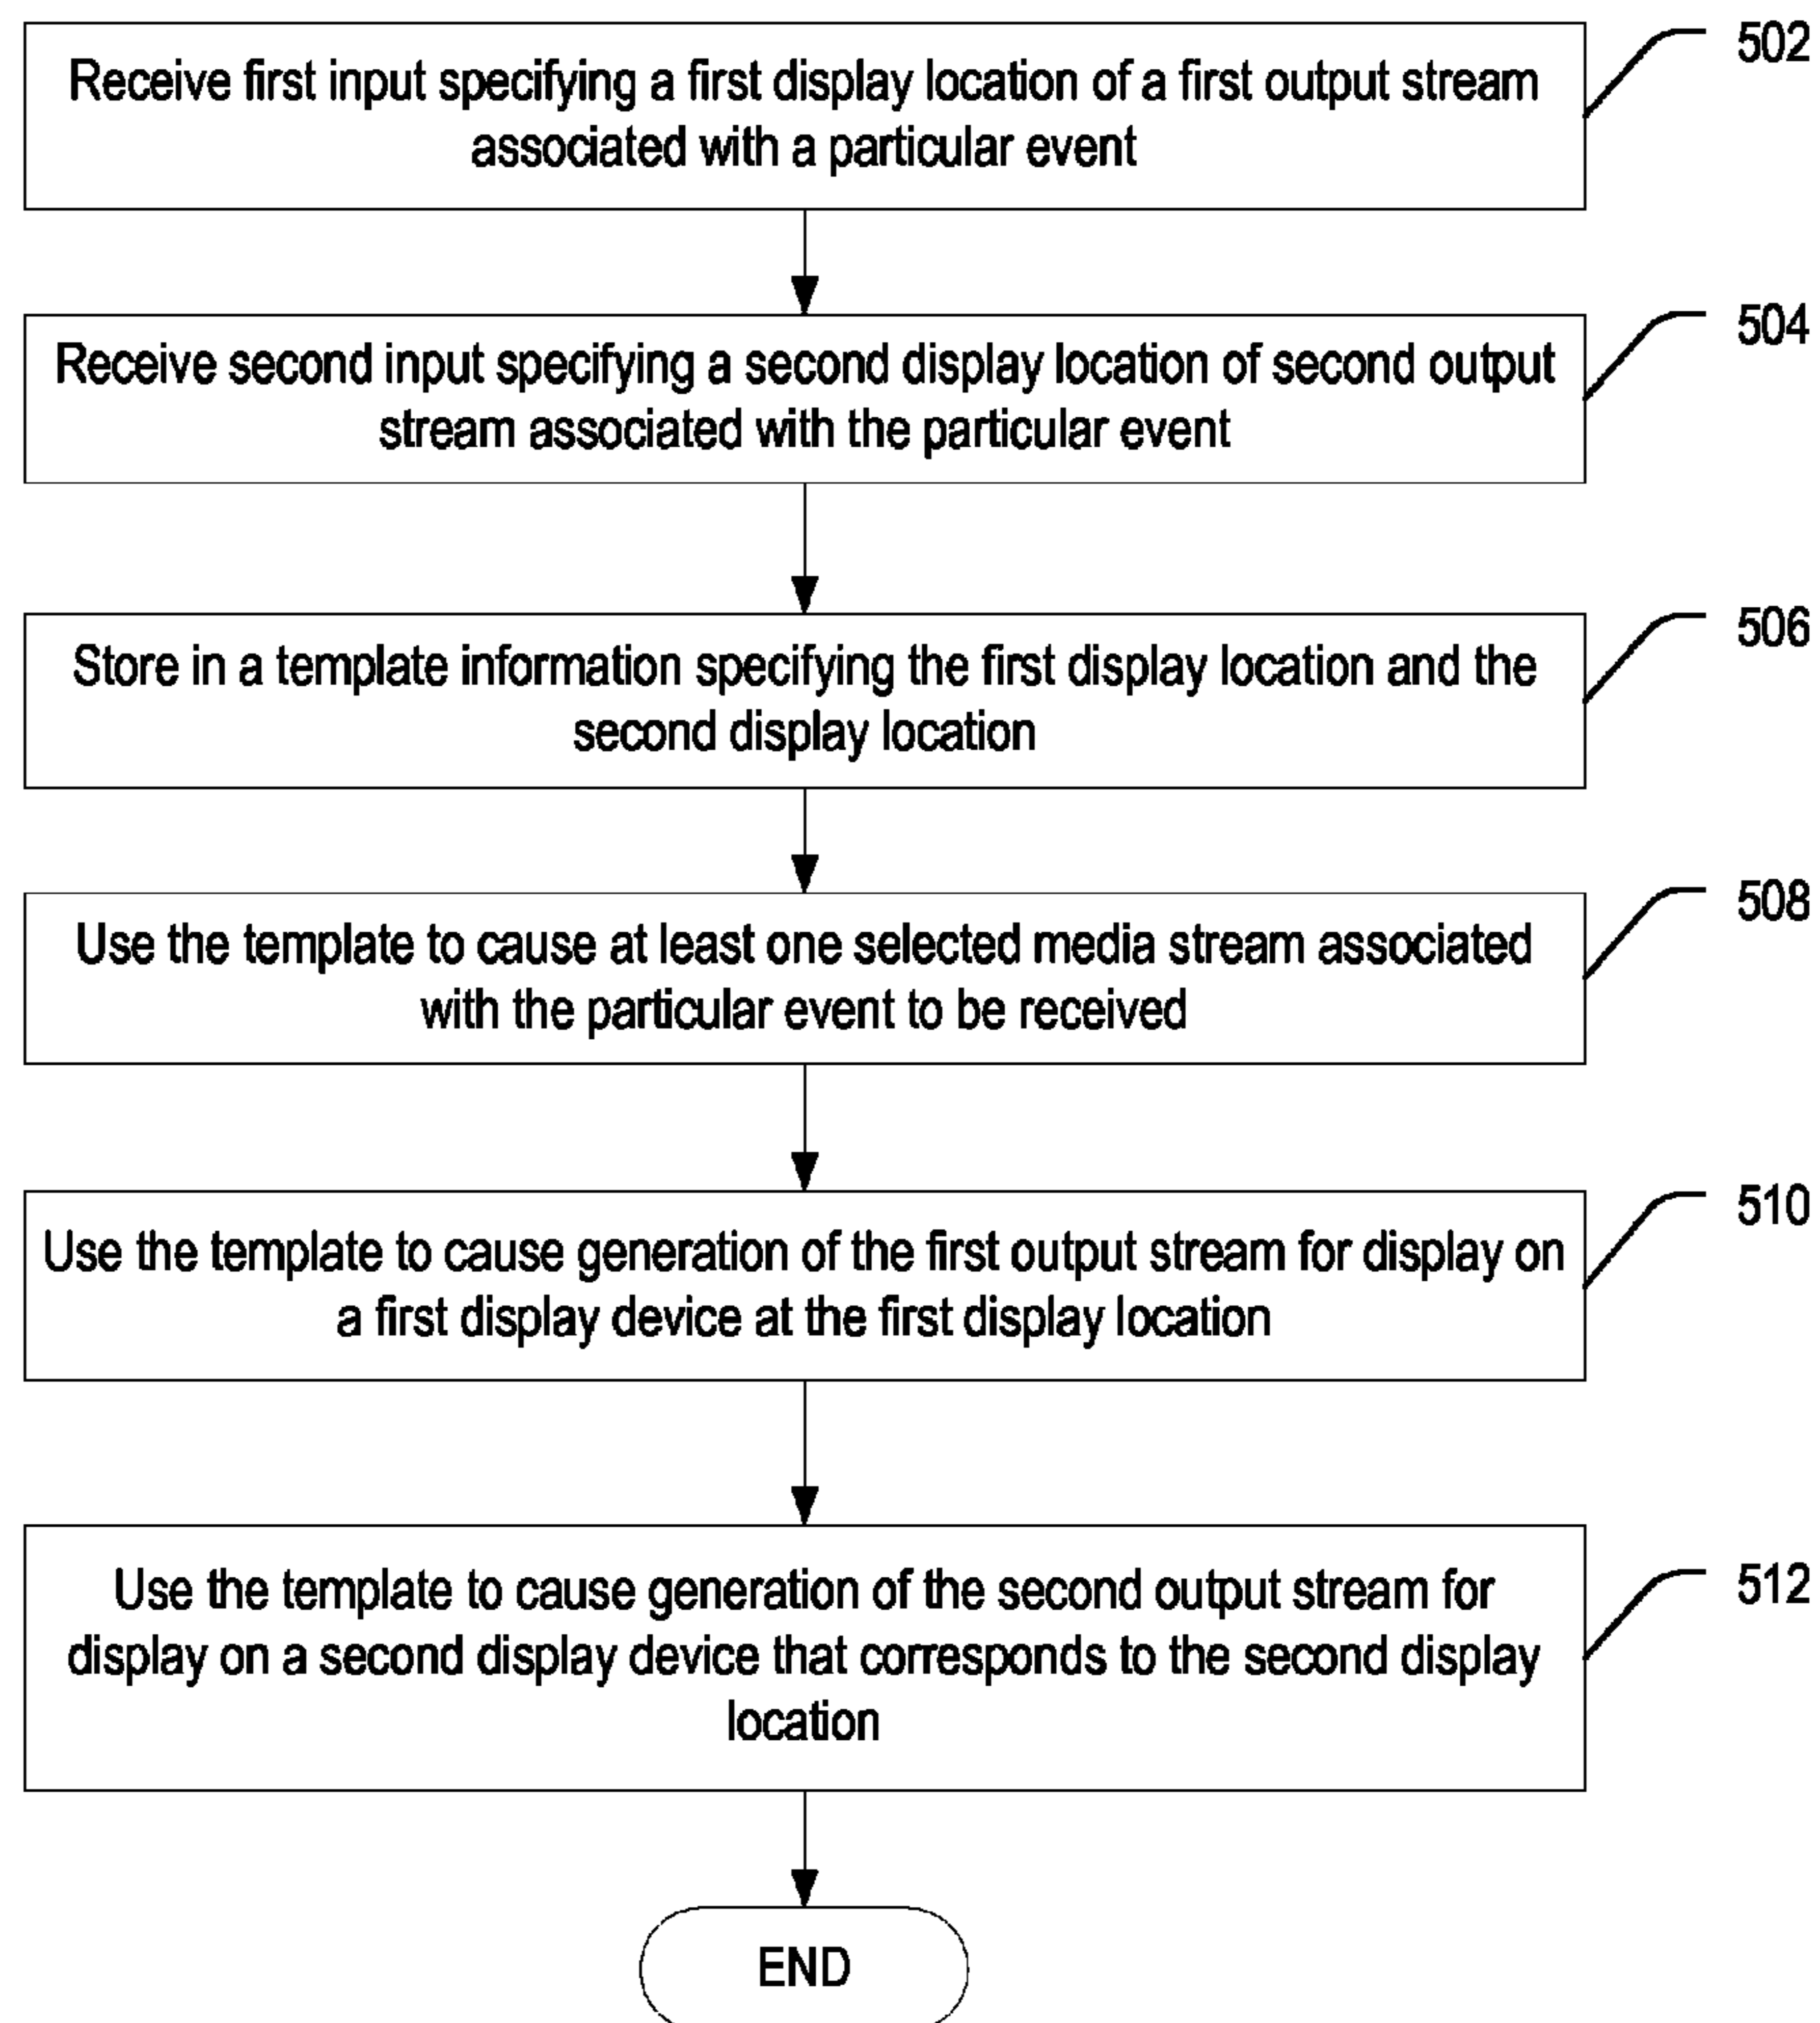 Receive first input specifying a first display location of a first output stream
associated with a particular event
502
Receive second input specifying a second display location of second output
stream associated with the particular event
504
Store in a template information specifying the first display location and the
second display location
506
Use the template to cause at least one selected media stream associated
with the particular event to be received
508
Use the template to cause generation of the first output stream for display on
a first display device at the first display location
510
Use the template to cause generation of the second output stream for
display on a second display device that corresponds to the second display
location
512
END